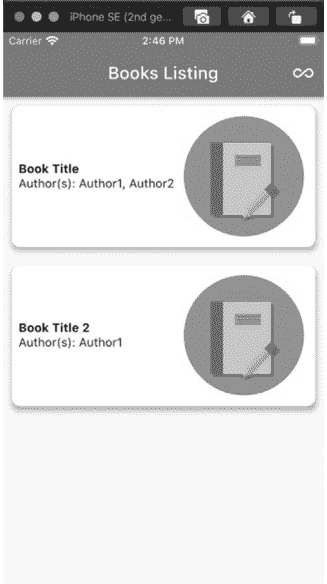 iPhone SE (2nd ge...
Carrier 2:46 PM
Books Listing
Book Title
Author(s): Author1, Author2
Book Title 2
Author(s): Author1